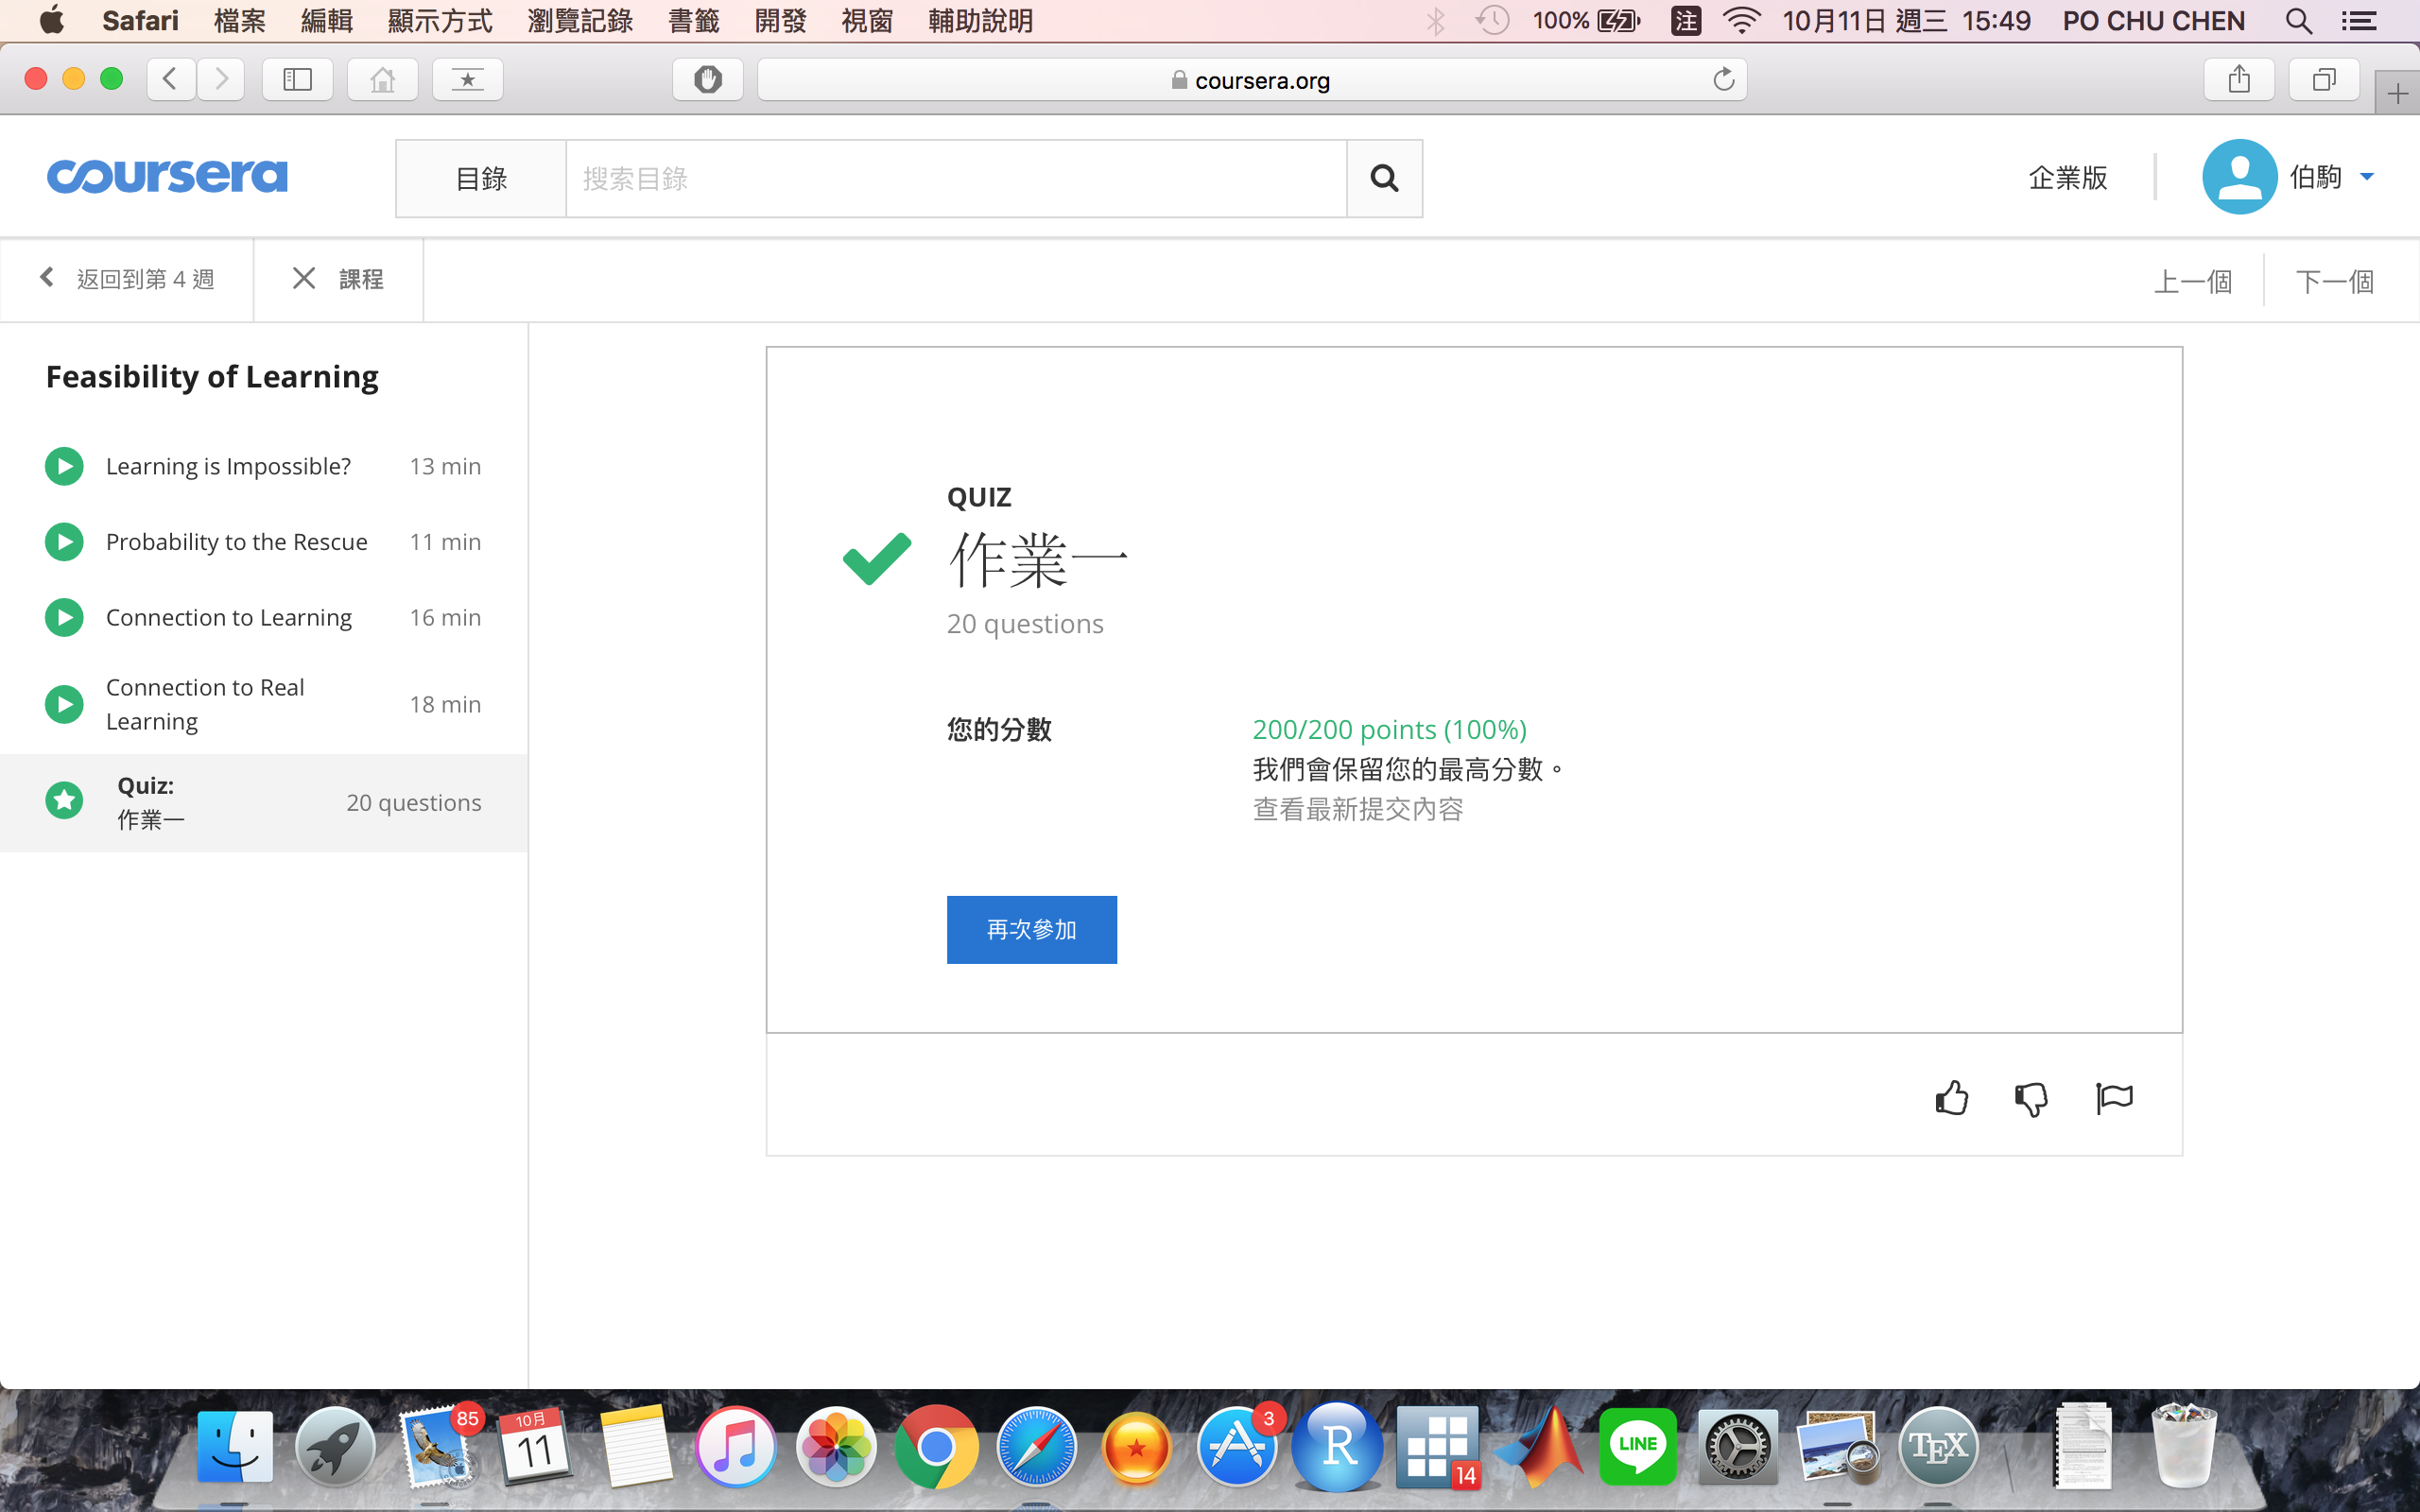 Safari 檔案 編輯 顯示方式 瀏覽記錄 書籤 開發 視窗 輔助說明 100% 注 10月11日 週三 15:49 PO CHU CHEN
coursera.org
coursera 目錄 搜索目錄 企業版 伯駒
返回到第 4 週 課程 上一個 下一個
Feasibility of Learning
Learning is Impossible? 13 min
Probability to the Rescue 11 min
Connection to Learning 16 min
Connection to Real
Learning 18 min
Quiz:
作業一 20 questions
QUIZ
作業一
20 questions
您的分數 200/200 points (100%)
我們會保留您的最高分數。
查看最新提交內容
再次參加
85 10月 11 3 R 14 LINE TEX